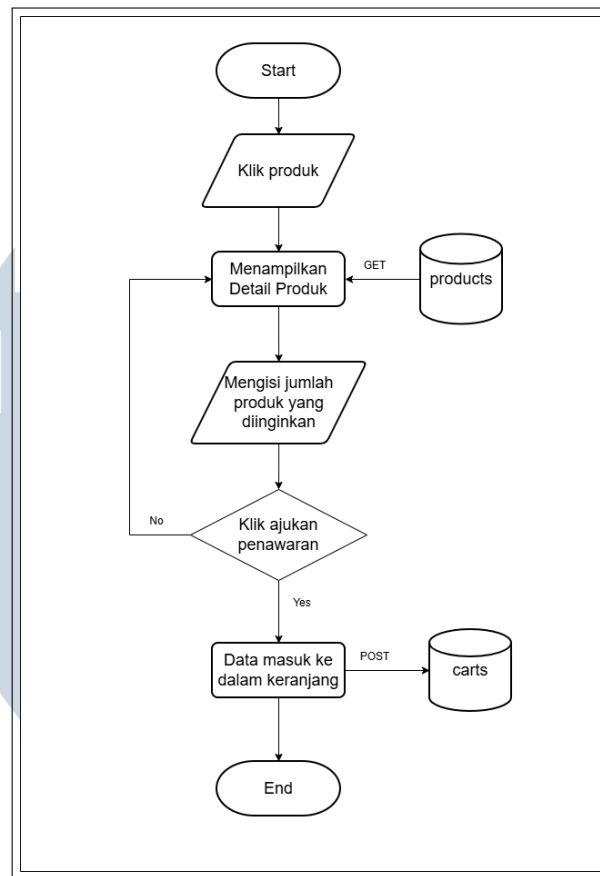 Start
Klik produk
Menampilkan
Detail Produk
GET
products
Mengisi jumlah
produk yang
diinginkan
No
Klik ajukan
penawaran
Yes
Data masuk ke
dalam keranjang
POST
carts
End